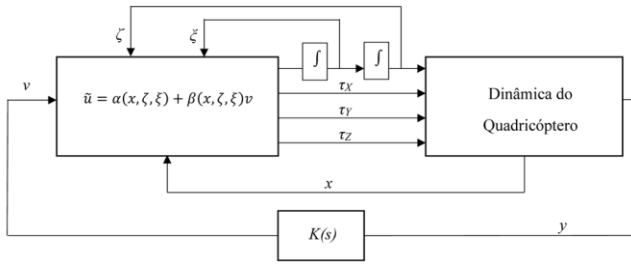 ζ
ξ
∫
∫
v
ũ = α(x, ζ, ξ) + β(x, ζ, ξ)v
τX
τY
τZ
Dinâmica do
Quadricóptero
x
K(s)
y